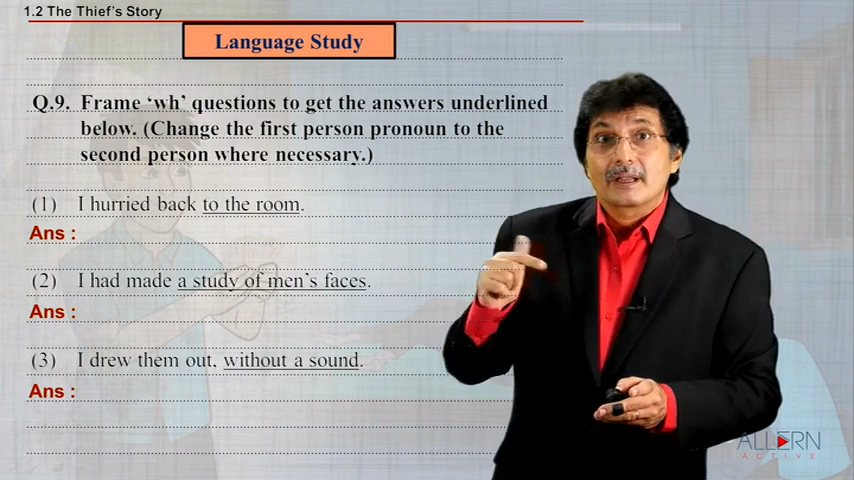 1.2 The Thief's Story
Language Study
Q.9. Frame ‘wh’ questions to get the answers underlined
below. (Change the first person pronoun to the
second person where necessary.)
(1) I hurried back to the room.
Ans :
(2) I had made a study of men's faces.
Ans :
(3) I drew them out, without a sound.
Ans :
ALLERN
ACTIVE